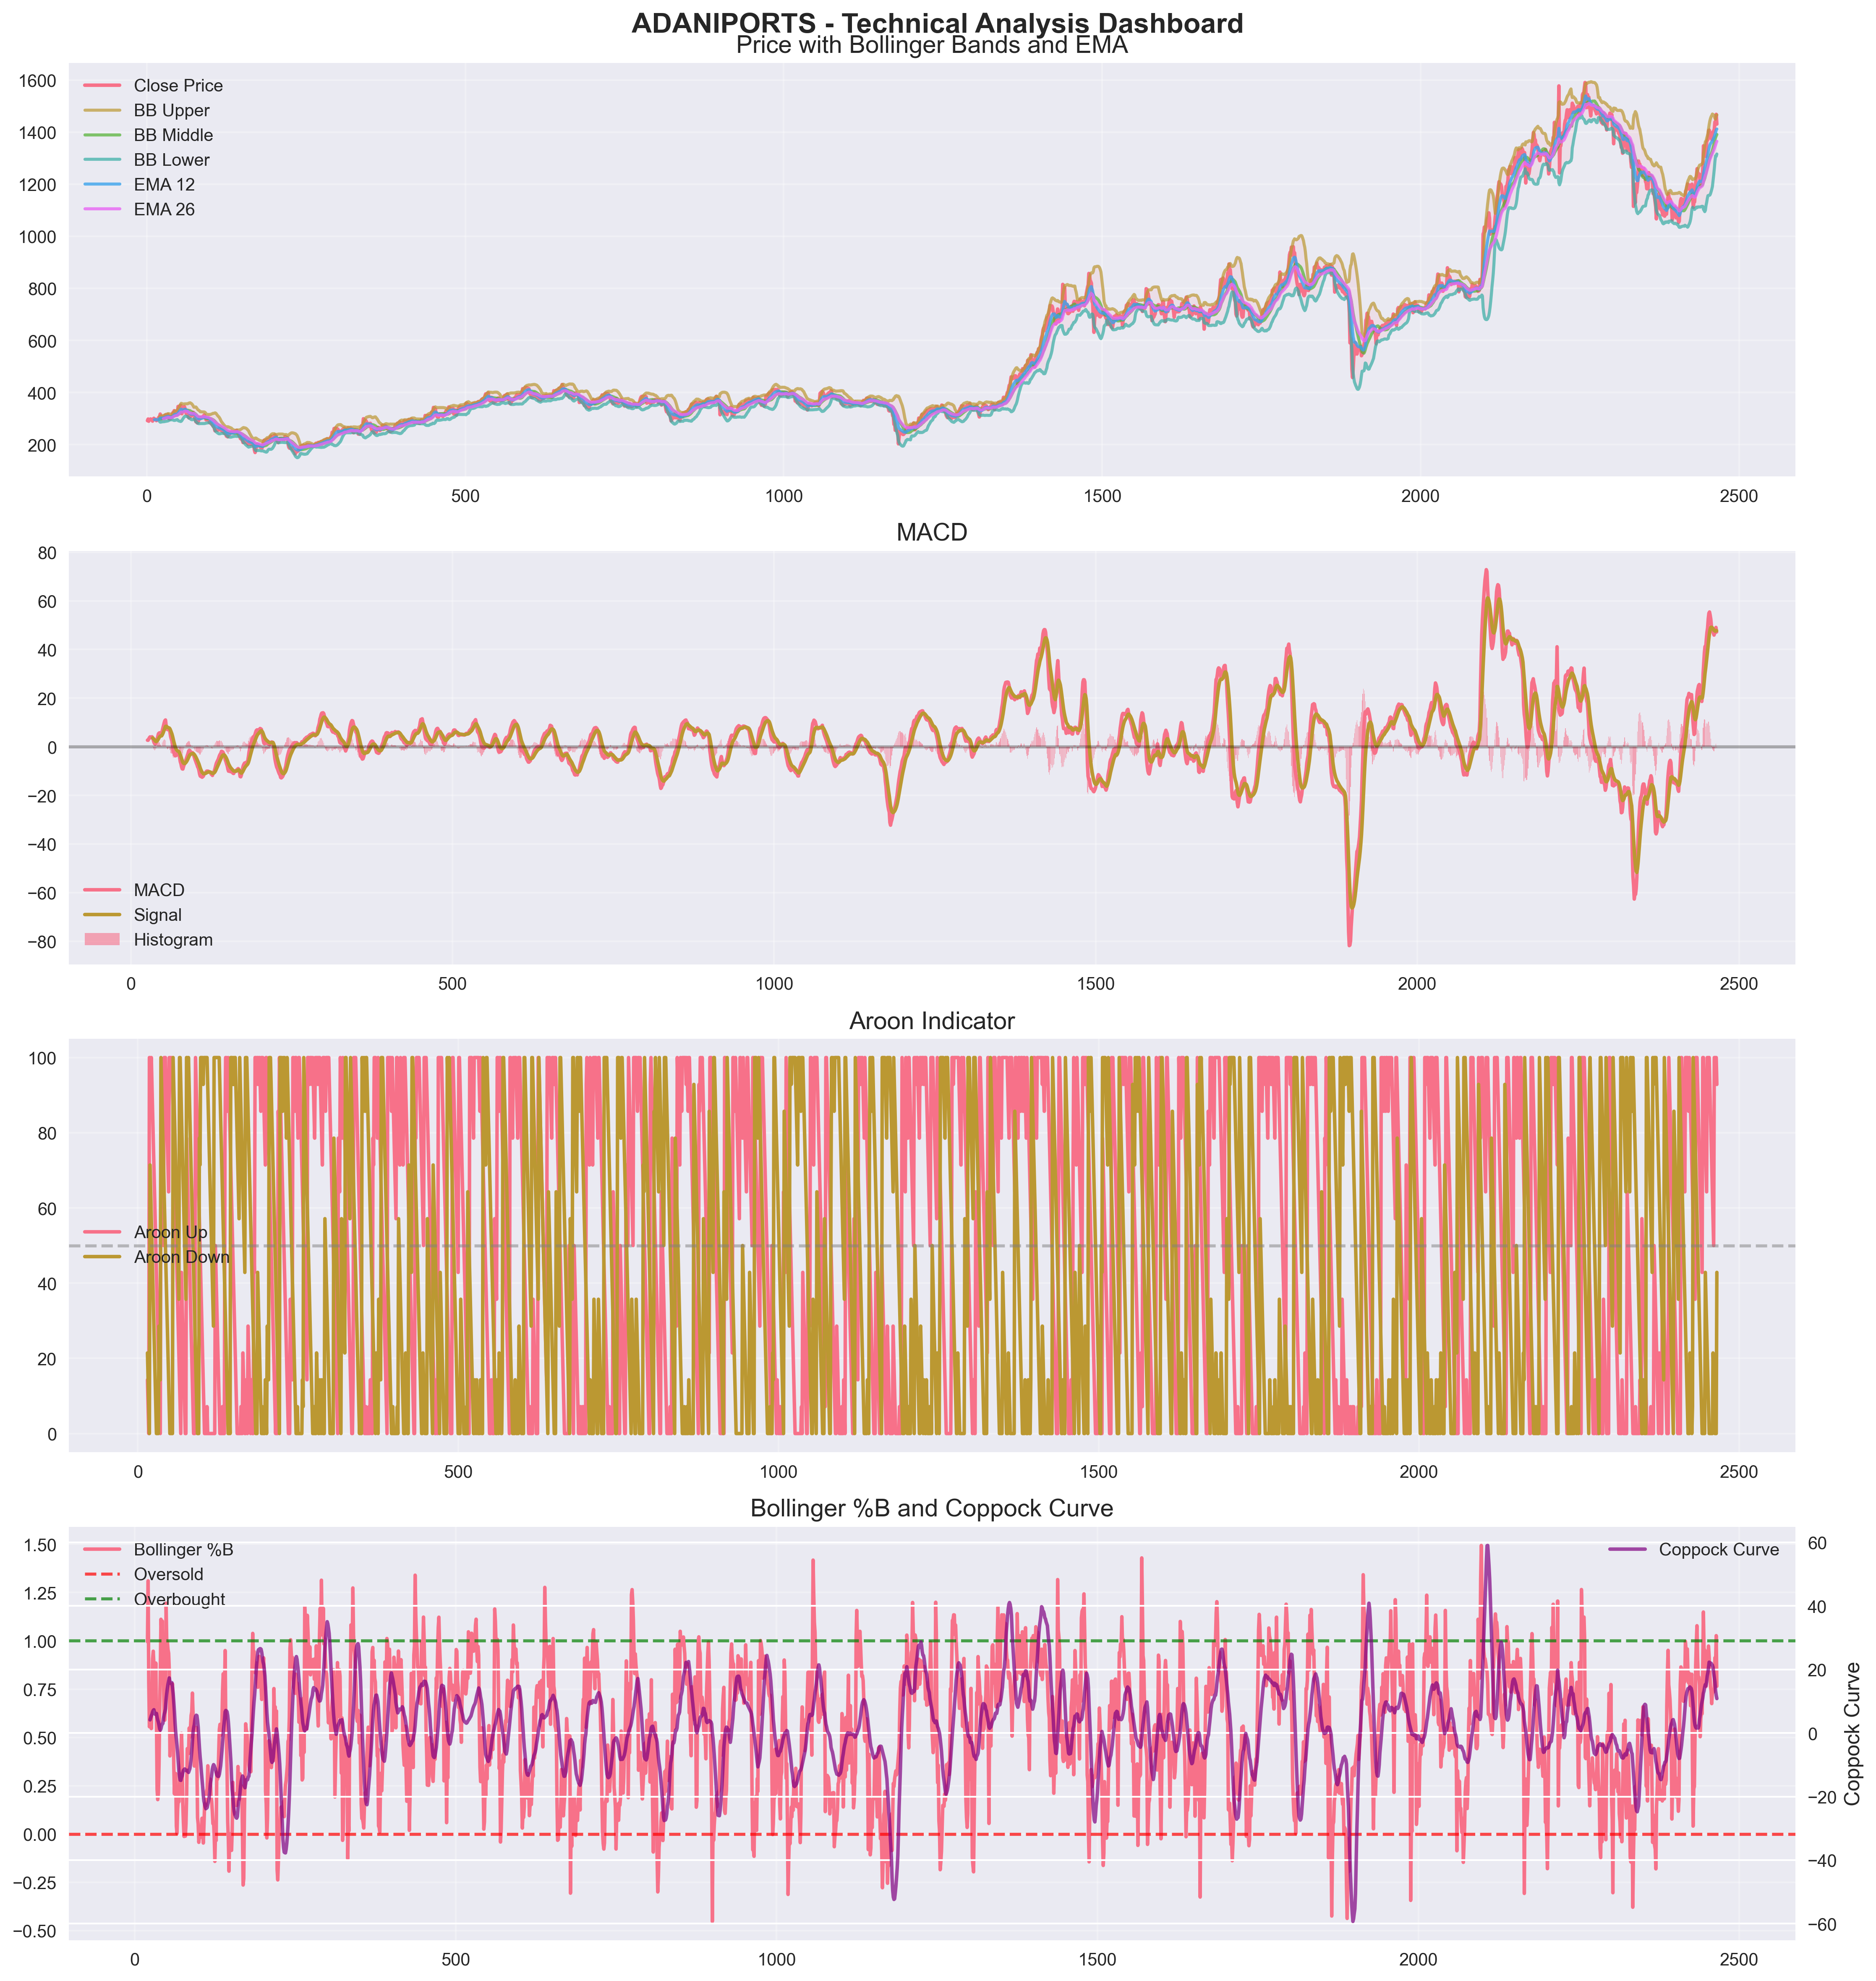 ADANIPORTS - Technical Analysis Dashboard
Price with Bollinger Bands and EMA
1600
1400
1200
1000
800
600
400
200
Close Price
BB Upper
BB Middle
BB Lower
EMA 12
EMA 26
0 500 1000 1500 2000 2500
MACD
80
60
40
20
0
−20
−40
−60
−80
MACD
Signal
Histogram
0 500 1000 1500 2000 2500
Aroon Indicator
100
80
60
40
20
0
Aroon Up
Aroon Down
0 500 1000 1500 2000 2500
Bollinger %B and Coppock Curve
1.50
1.25
1.00
0.75
0.50
0.25
0.00
−0.25
−0.50
Bollinger %B
Oversold
Overbought
Coppock Curve
60
40
20
0
−20
−40
−60
Coppock Curve
0 500 1000 1500 2000 2500